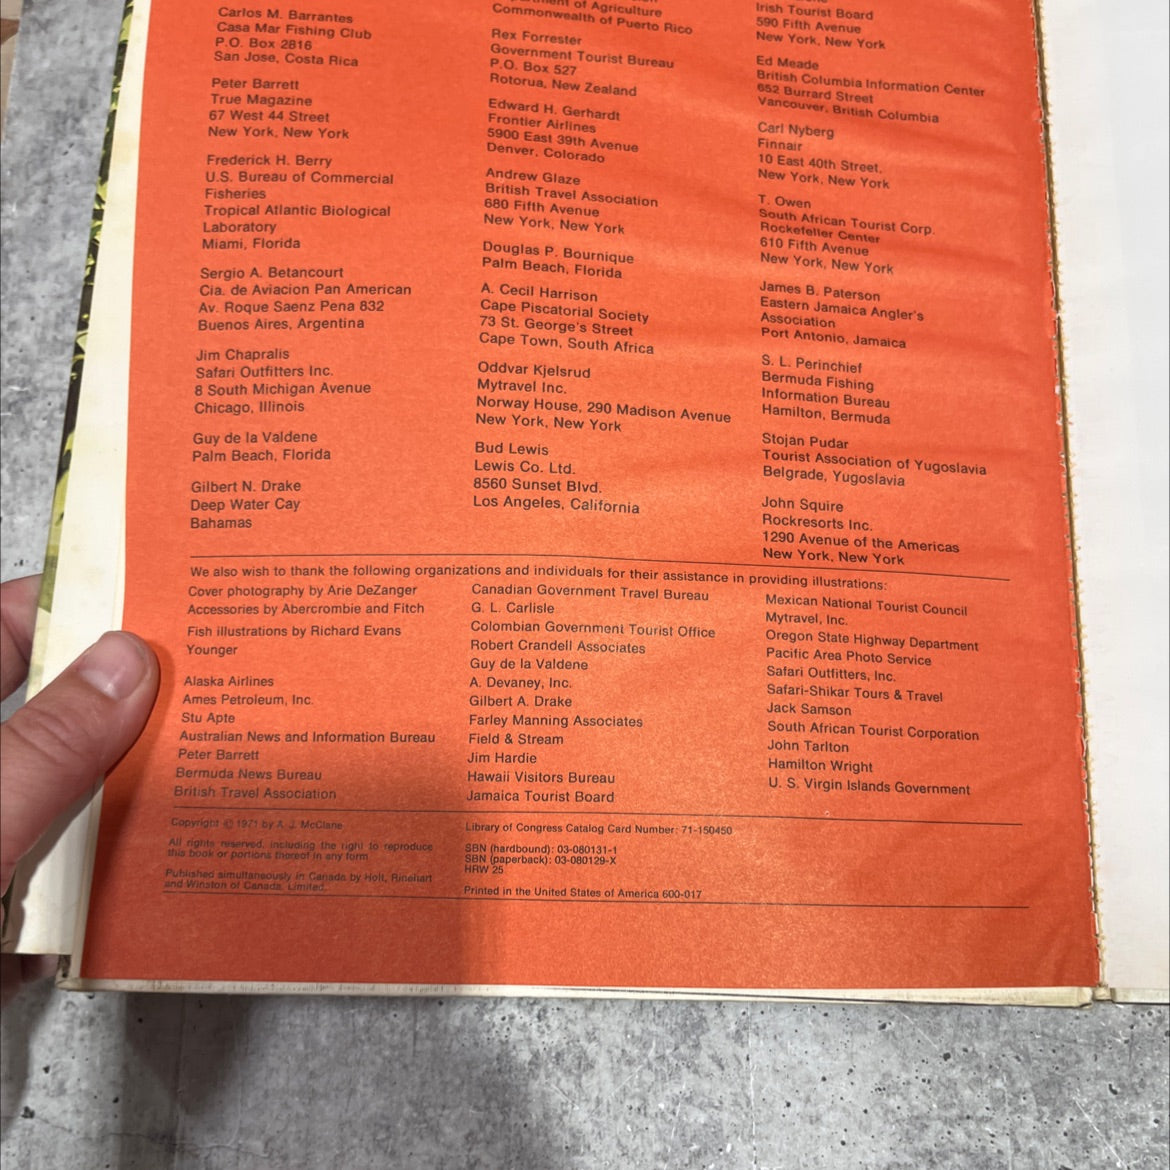 Carlos M. Barrantes
Casa Mar Fishing Club
P.O. Box 2816
San Jose, Costa Rica
Peter Barrett
True Magazine
67 West 44 Street
New York, New York
Frederick H. Berry
U.S. Bureau of Commercial
Fisheries
Tropical Atlantic Biological
Laboratory
Miami, Florida
Sergio A. Betancourt
Cia. de Aviacion Pan American
Av. Roque Saenz Pena 832
Buenos Aires, Argentina
Jim Chapralis
Safari Outfitters Inc.
8 South Michigan Avenue
Chicago, Illinois
Guy de la Valdene
Palm Beach, Florida
Gilbert N. Drake
Deep Water Cay
Bahamas
of Agriculture
Commonwealth of Puerto Rico
Rex Forrester
Government Tourist Bureau
P.O. Box 527
Rotorua, New Zealand
Edward H. Gerhardt
Frontier Airlines
5900 East 39th Avenue
Denver, Colorado
Andrew Glaze
British Travel Association
680 Fifth Avenue
New York, New York
Douglas P. Bournique
Palm Beach, Florida
A. Cecil Harrison
Cape Piscatorial Society
73 St. George's Street
Cape Town, South Africa
Oddvar Kjelsrud
Mytravel Inc.
Norway House, 290 Madison Avenue
New York, New York
Bud Lewis
Lewis Co. Ltd.
8560 Sunset Blvd.
Los Angeles, California
Irish Tourist Board
590 Fifth Avenue
New York, New York
Ed Meade
British Columbia Information Center
652 Burrard Street
Vancouver, British Columbia
Carl Nyberg
Finnair
10 East 40th Street,
New York, New York
T. Owen
South African Tourist Corp.
Rockefeller Center
610 Fifth Avenue
New York, New York
James B. Paterson
Eastern Jamaica Angler's
Association
Port Antonio, Jamaica
S. L. Perinchief
Bermuda Fishing
Information Bureau
Hamilton, Bermuda
Stojan Pudar
Tourist Association of Yugoslavia
Belgrade, Yugoslavia
John Squire
Rockresorts Inc.
1290 Avenue of the Americas
New York, New York
We also wish to thank the following organizations and individuals for their assistance in providing illustrations:
Cover photography by Arie DeZanger
Accessories by Abercrombie and Fitch
Fish illustrations by Richard Evans
Younger
Alaska Airlines
Ames Petroleum, Inc.
Stu Apte
Australian News and Information Bureau
Peter Barrett
Bermuda News Bureau
British Travel Association
Canadian Government Travel Bureau
G. L. Carlisle
Colombian Government Tourist Office
Robert Crandell Associates
Guy de la Valdene
A. Devaney, Inc.
Gilbert A. Drake
Farley Manning Associates
Field & Stream
Jim Hardie
Hawaii Visitors Bureau
Jamaica Tourist Board
Mexican National Tourist Council
Mytravel, Inc.
Oregon State Highway Department
Pacific Area Photo Service
Safari Outfitters, Inc.
Safari-Shikar Tours & Travel
Jack Samson
South African Tourist Corporation
John Tarlton
Hamilton Wright
U. S. Virgin Islands Government
Copyright © 1971 by A. J. McClane
All rights reserved, including the right to reproduce
this book or portions thereof in any form
Published simultaneously in Canada by Holt, Rinehart
and Winston of Canada, Limited.
Library of Congress Catalog Card Number: 71-150450
SBN (hardbound): 03-080131-1
SBN (paperback): 03-080129-X
HRW 25
Printed in the United States of America 600-017